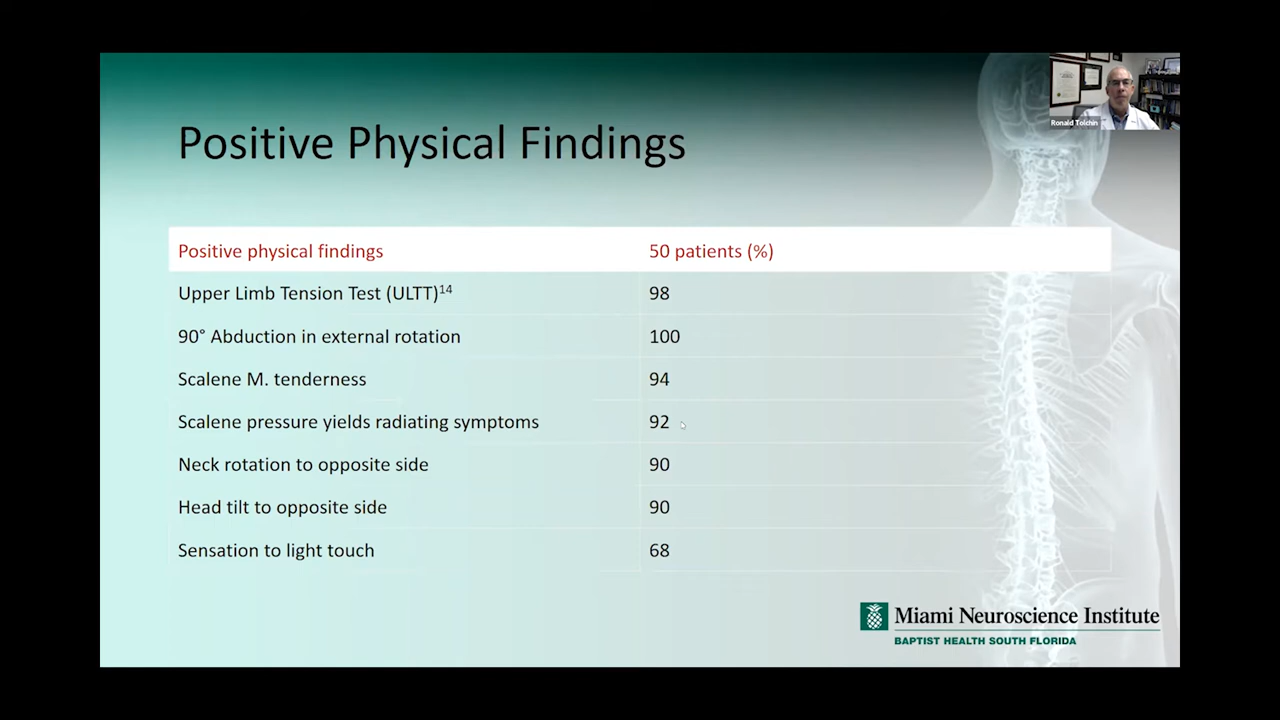 Ronald Tolchin
Positive Physical Findings
Positive physical findings 50 patients (%)
Upper Limb Tension Test (ULTT)¹⁴ 98
90° Abduction in external rotation 100
Scalene M. tenderness 94
Scalene pressure yields radiating symptoms 92
Neck rotation to opposite side 90
Head tilt to opposite side 90
Sensation to light touch 68
Miami Neuroscience Institute
BAPTIST HEALTH SOUTH FLORIDA